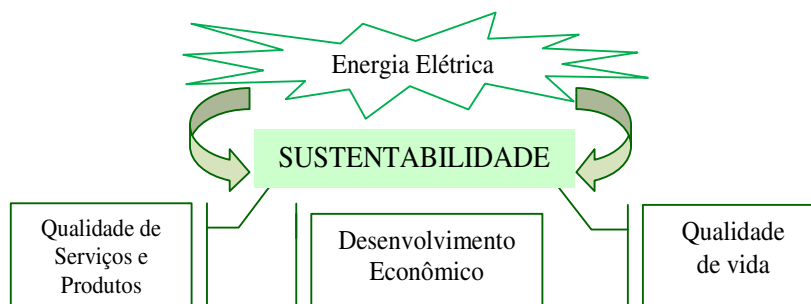 Energia Elétrica
SUSTENTABILIDADE
Qualidade de
Serviços e
Produtos
Desenvolvimento
Econômico
Qualidade
de vida